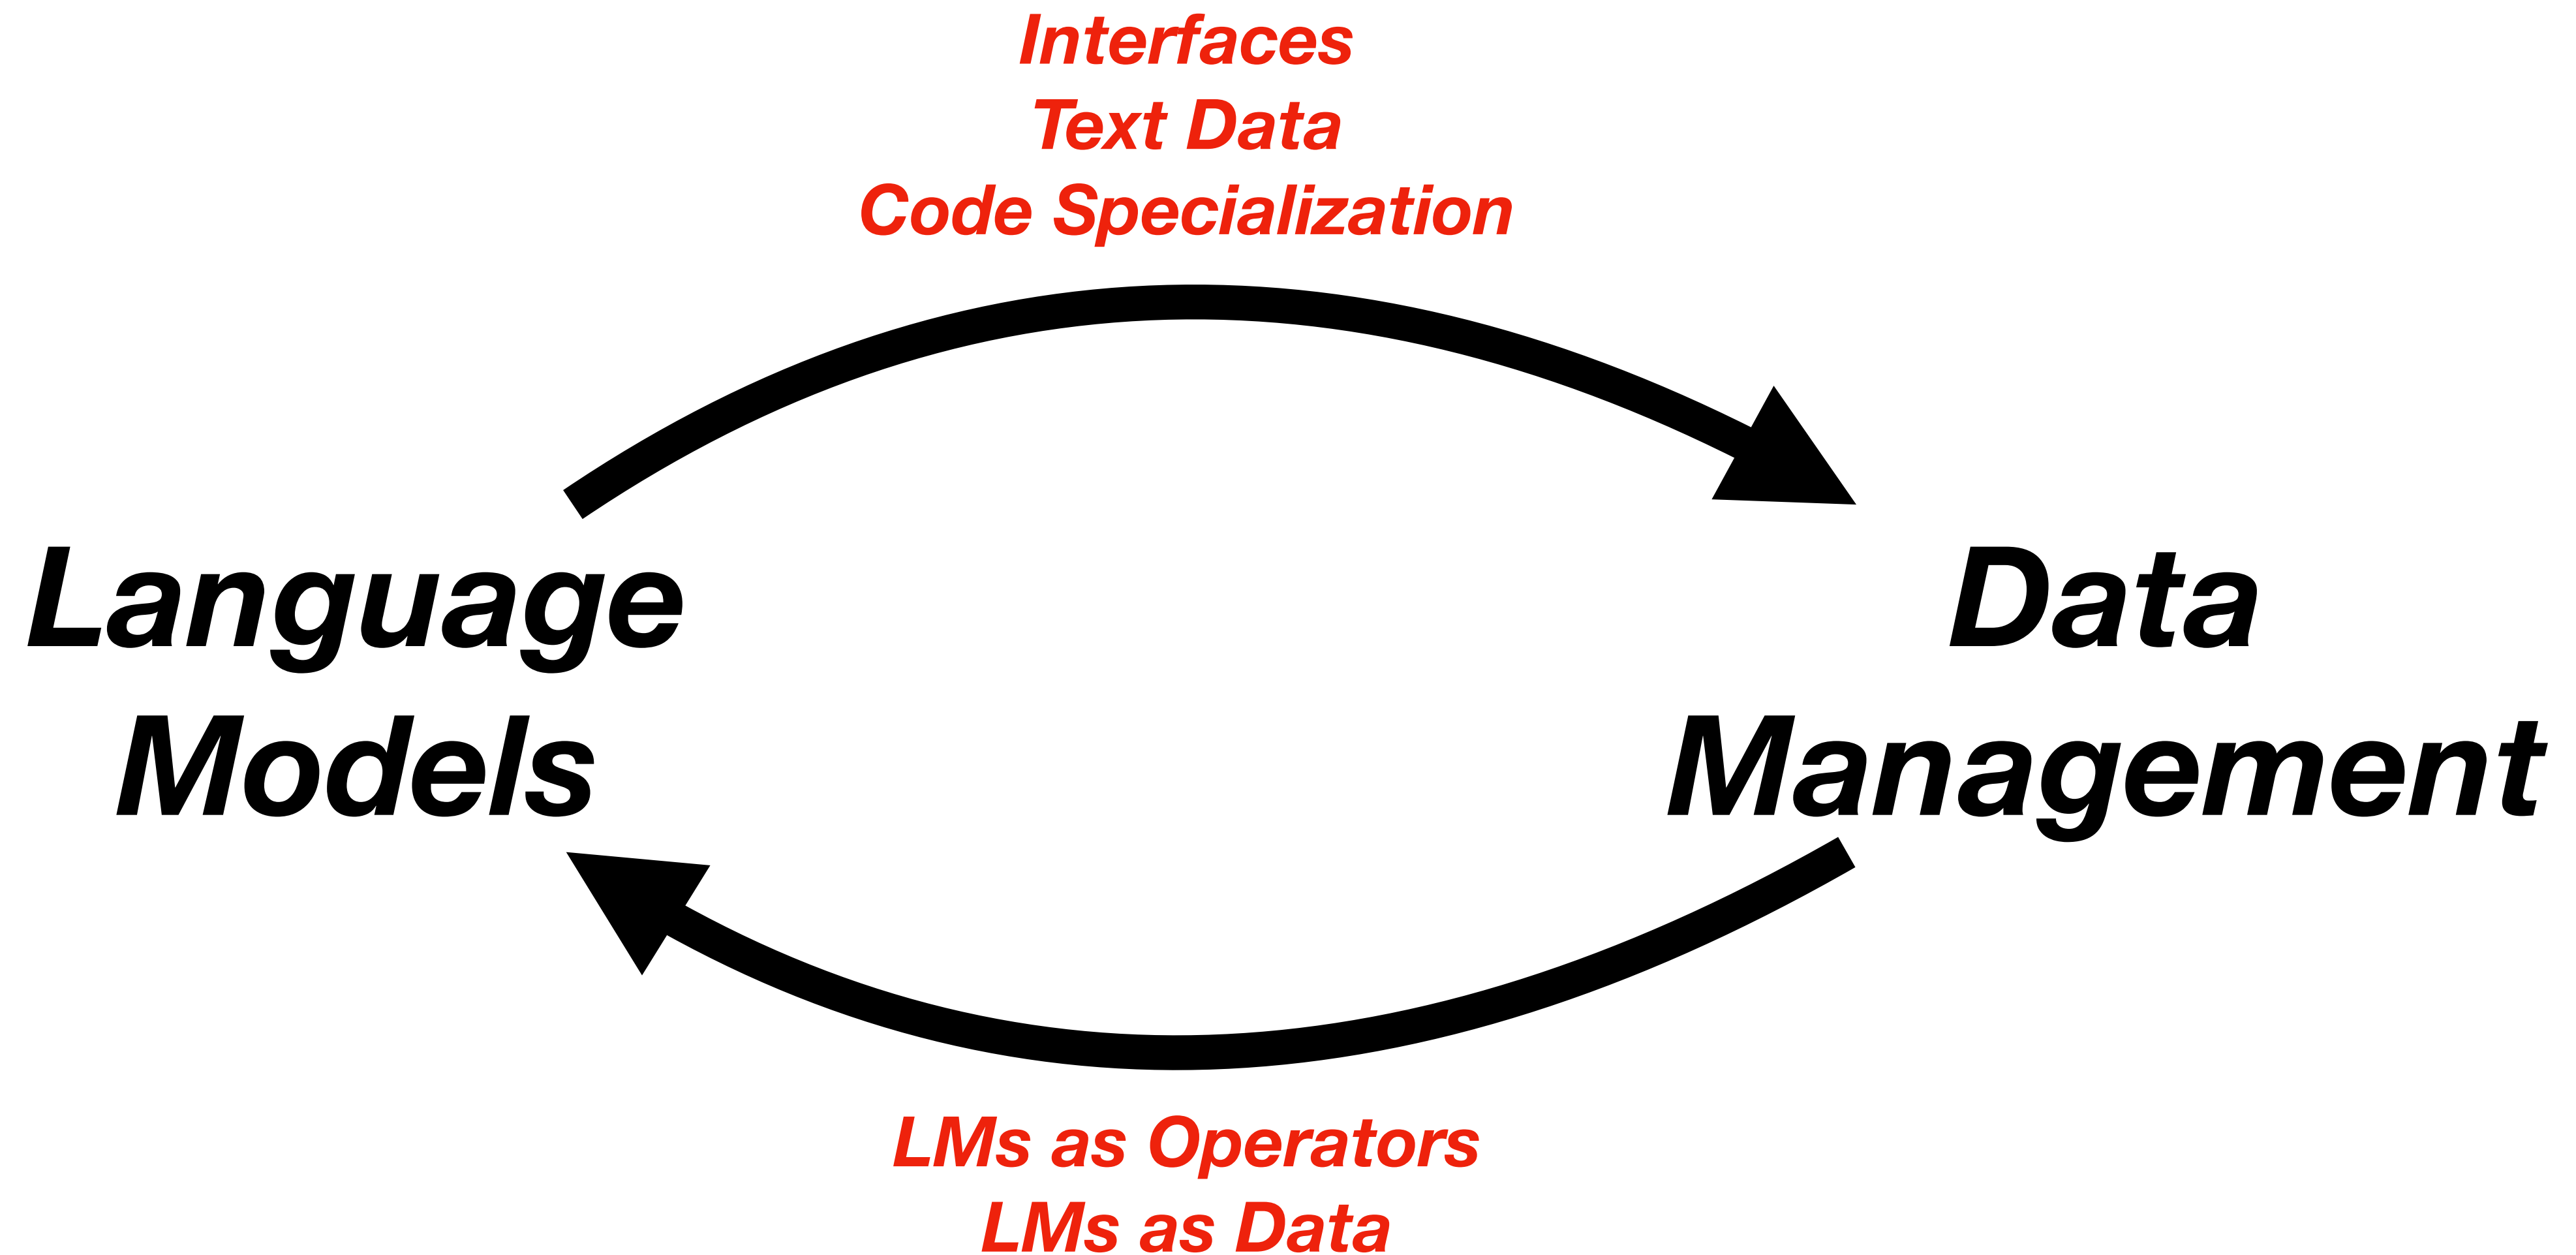 Interfaces
Text Data
Code Specialization
Language
Models
Data
Management
LMs as Operators
LMs as Data